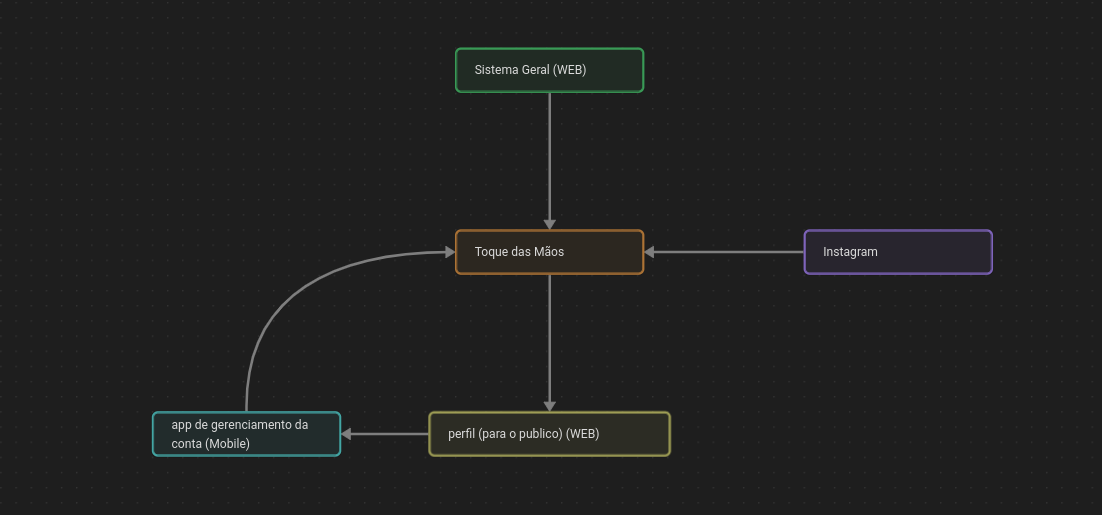 Sistema Geral (WEB)
Toque das Mãos
Instagram
app de gerenciamento da
conta (Mobile)
perfil (para o publico) (WEB)